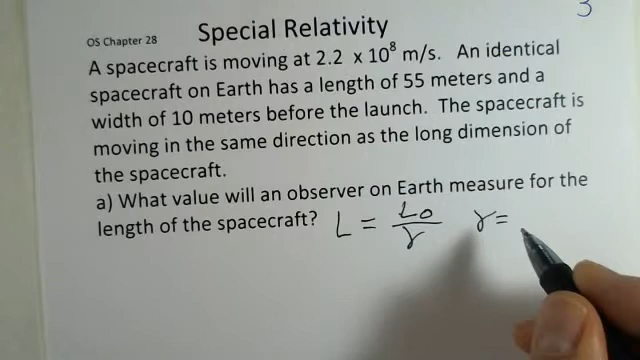 3
Special Relativity
OS Chapter 28
A spacecraft is moving at 2.2 x 10⁸ m/s. An identical
spacecraft on Earth has a length of 55 meters and a
width of 10 meters before the launch. The spacecraft is
moving in the same direction as the long dimension of
the spacecraft.
a) What value will an observer on Earth measure for the
length of the spacecraft? L = L₀/γ γ=